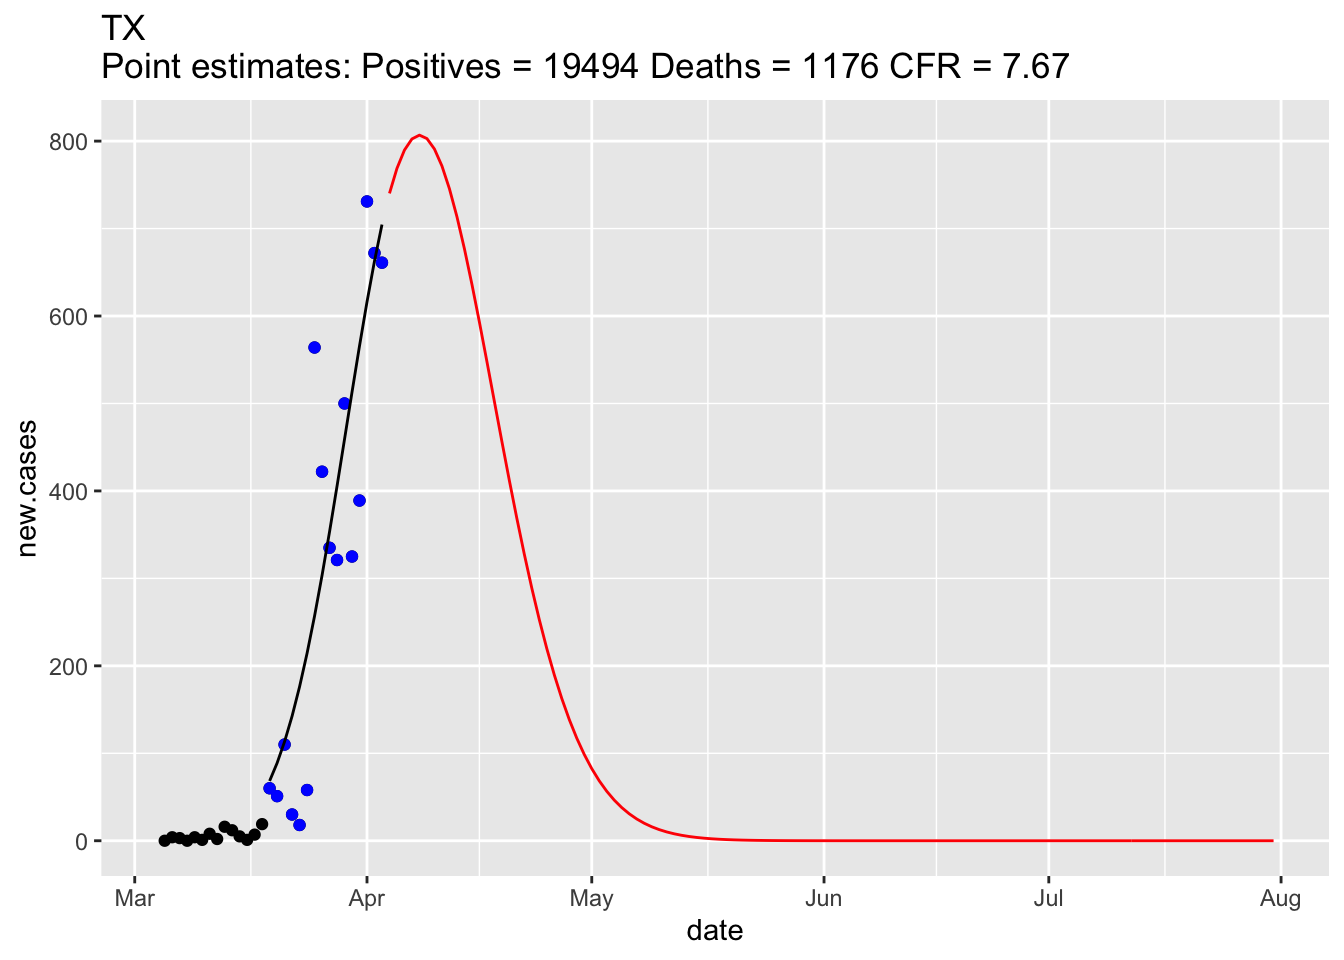 TX
Point estimates: Positives = 19494 Deaths = 1176 CFR = 7.67
800
600
400
200
0
new.cases
Mar Apr May Jun Jul Aug
date